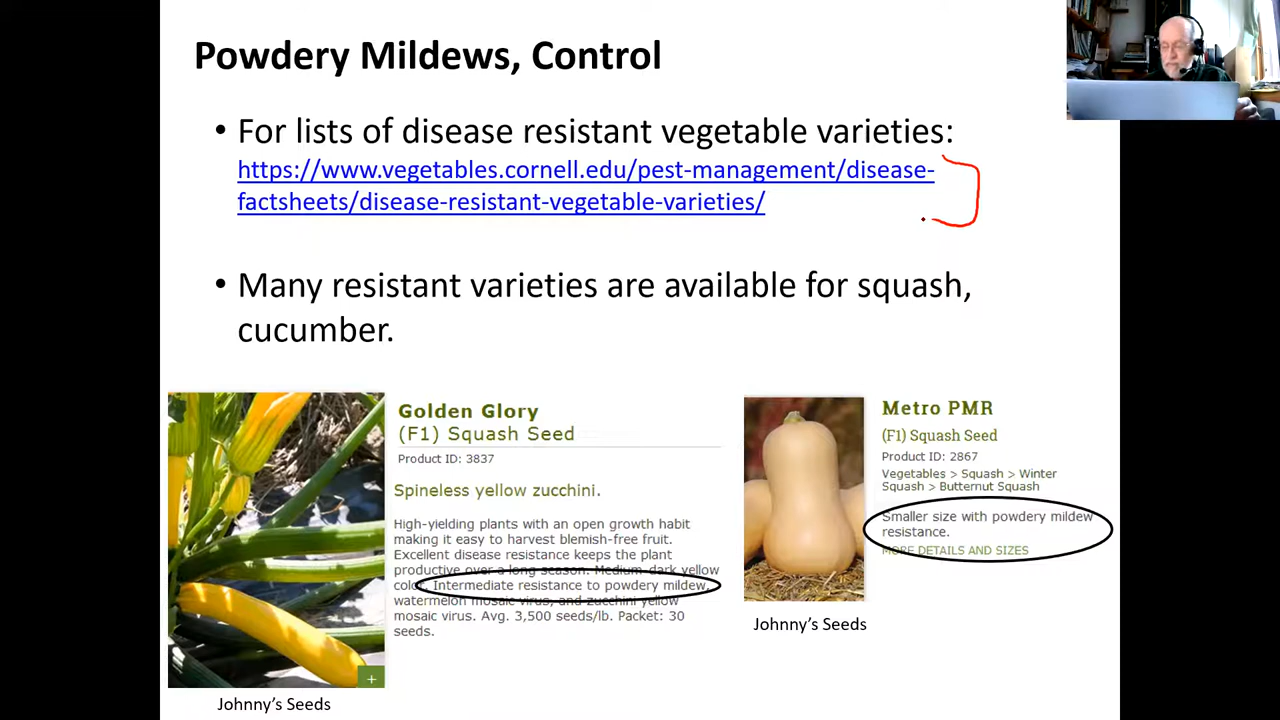 Powdery Mildews, Control
• For lists of disease resistant vegetable varieties:
https://www.vegetables.cornell.edu/pest-management/disease-
factsheets/disease-resistant-vegetable-varieties/
• Many resistant varieties are available for squash,
cucumber.
Golden Glory
(F1) Squash Seed
Product ID: 3837
Spineless yellow zucchini.
High-yielding plants with an open growth habit
making it easy to harvest blemish-free fruit.
Excellent disease resistance keeps the plant
productive over a long season. Medium-dark yellow
color. Intermediate resistance to powdery mildew,
watermelon mosaic virus, and zucchini yellow
mosaic virus. Avg. 3,500 seeds/lb. Packet: 30
seeds.
+
Johnny's Seeds
Metro PMR
(F1) Squash Seed
Product ID: 2867
Vegetables > Squash > Winter
Squash > Butternut Squash
Smaller size with powdery mildew
resistance.
MORE DETAILS AND SIZES
Johnny's Seeds